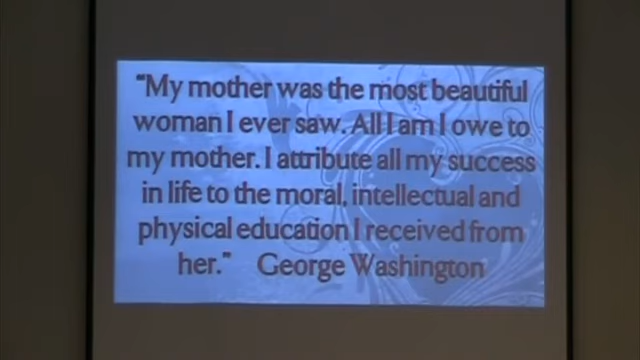 "My mother was the most beautiful
woman I ever saw. All I am I owe to
my mother. I attribute all my success
in life to the moral, intellectual and
physical education I received from
her." George Washington